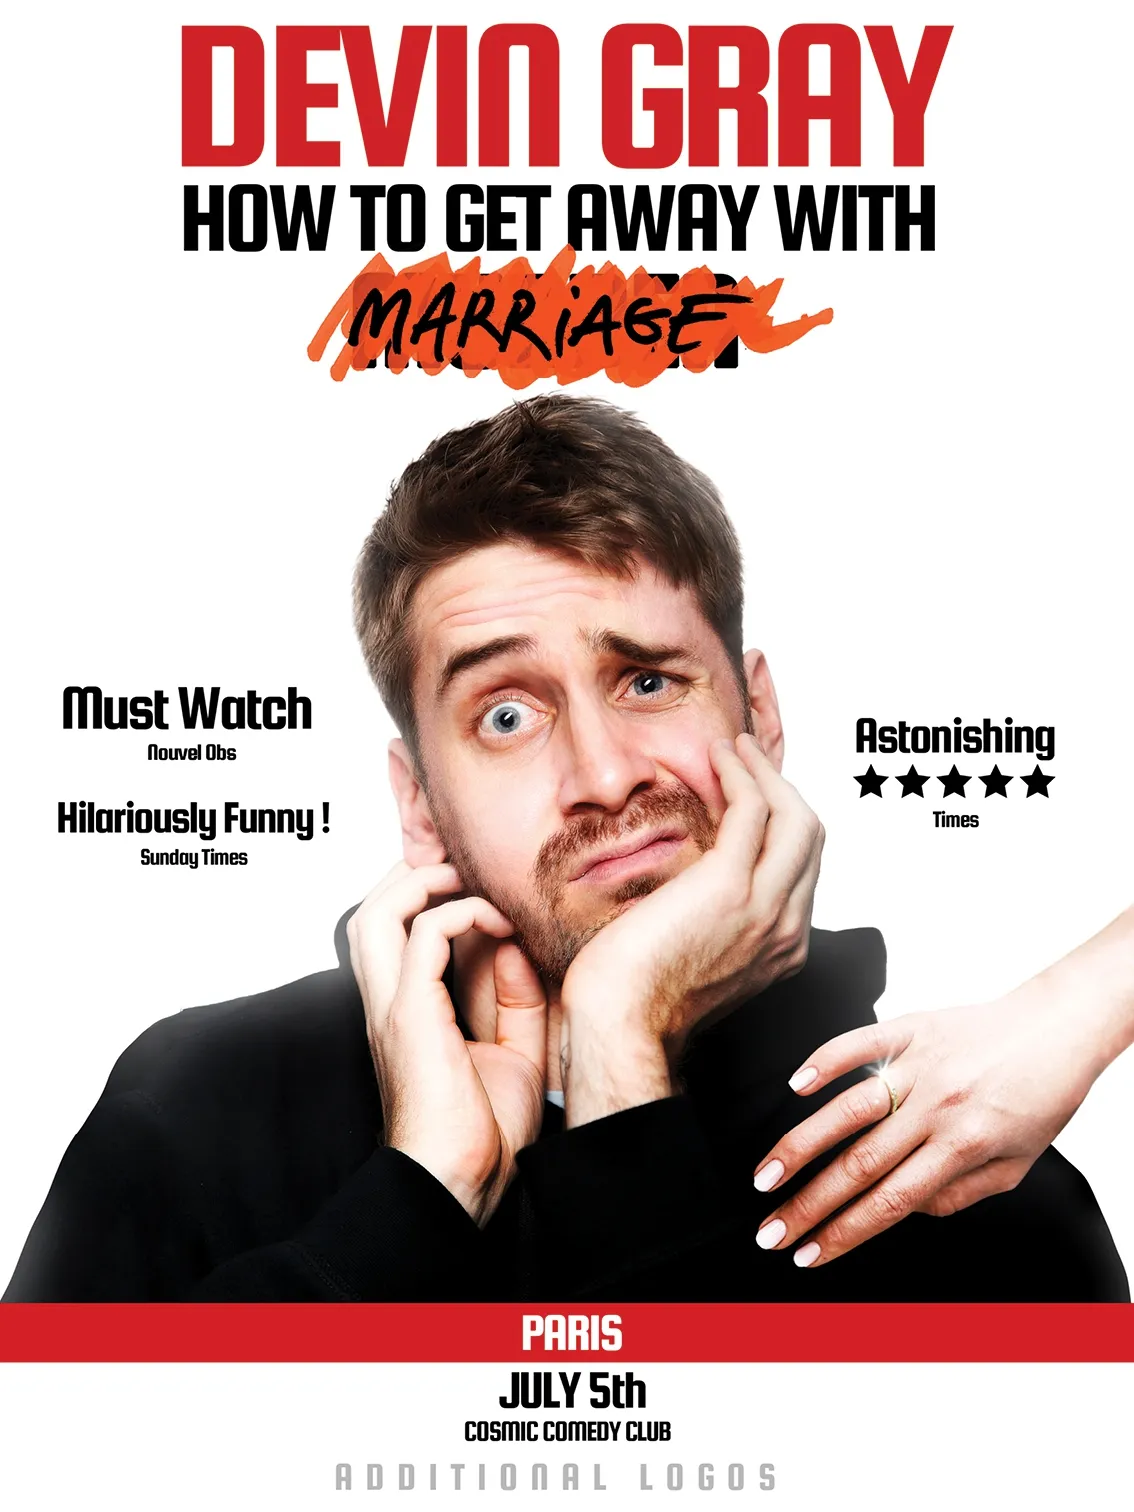 DEVIN GRAY
HOW TO GET AWAY WITH
MARRiAGE
Must Watch
Nouvel Obs
Hilariously Funny !
Sunday Times
Astonishing
★★★★★
Times
PARIS
JULY 5th
COSMIC COMEDY CLUB
ADDITIONAL LOGOS